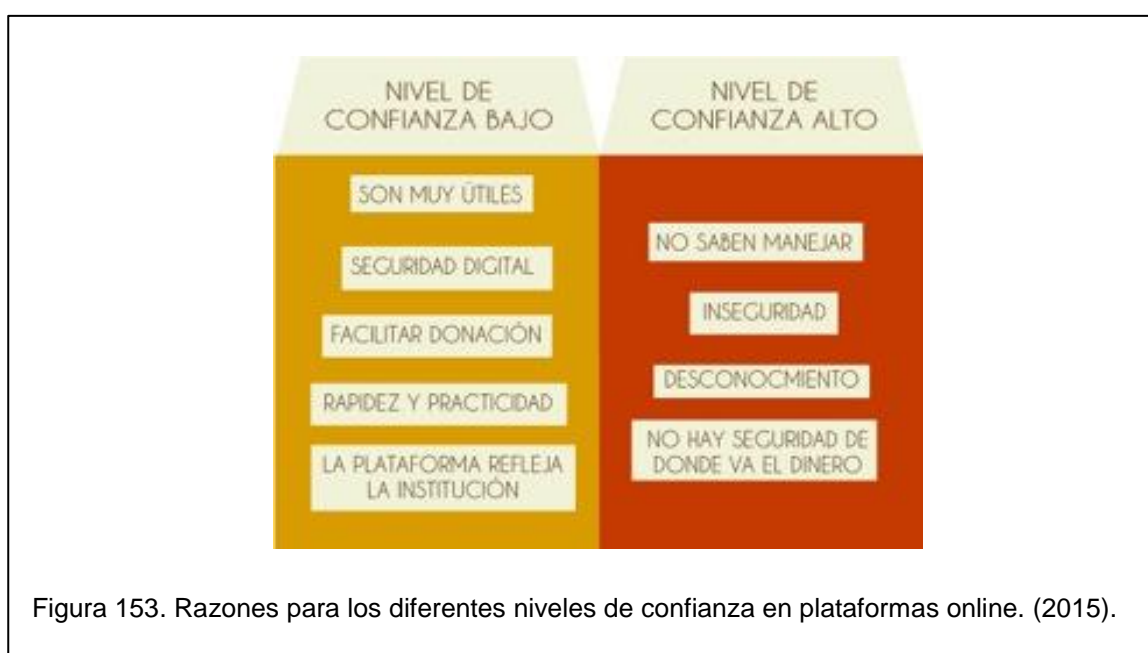 NIVEL DE
CONFIANZA BAJO
SON MUY ÚTILES
SEGURIDAD DIGITAL
FACILITAR DONACIÓN
RAPIDEZ Y PRACTICIDAD
LA PLATAFORMA REFLEJA
LA INSTITUCIÓN
NIVEL DE
CONFIANZA ALTO
NO SABEN MANEJAR
INSEGURIDAD
DESCONOCMIENTO
NO HAY SEGURIDAD DE
DONDE VA EL DINERO
Figura 153. Razones para los diferentes niveles de confianza en plataformas online. (2015).